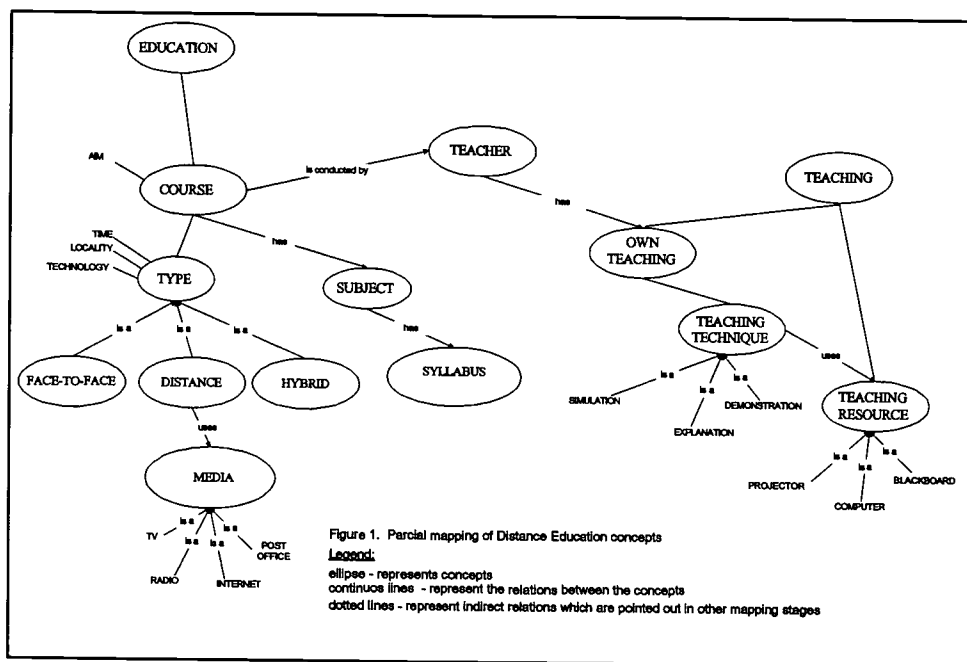 EDUCATION
AIM
COURSE
is conducted by
TEACHER
TEACHING
has
OWN
TEACHING
TIME
LOCALITY
TECHNOLOGY
TYPE
has
SUBJECT
has
SYLLABUS
is a
is a
is a
FACE-TO-FACE
DISTANCE
HYBRID
uses
MEDIA
is a
is a
is a
is a
TV
RADIO
INTERNET
POST
OFFICE
TEACHING
TECHNIQUE
uses
is a
is a
is a
SIMULATION
EXPLANATION
DEMONSTRATION
TEACHING
RESOURCE
is a
is a
is a
PROJECTOR
COMPUTER
BLACKBOARD
Figure 1. Parcial mapping of Distance Education concepts
Legend:
ellipse - represents concepts
continuos lines - represent the relations between the concepts
dotted lines - represent indirect relations which are pointed out in other mapping stages